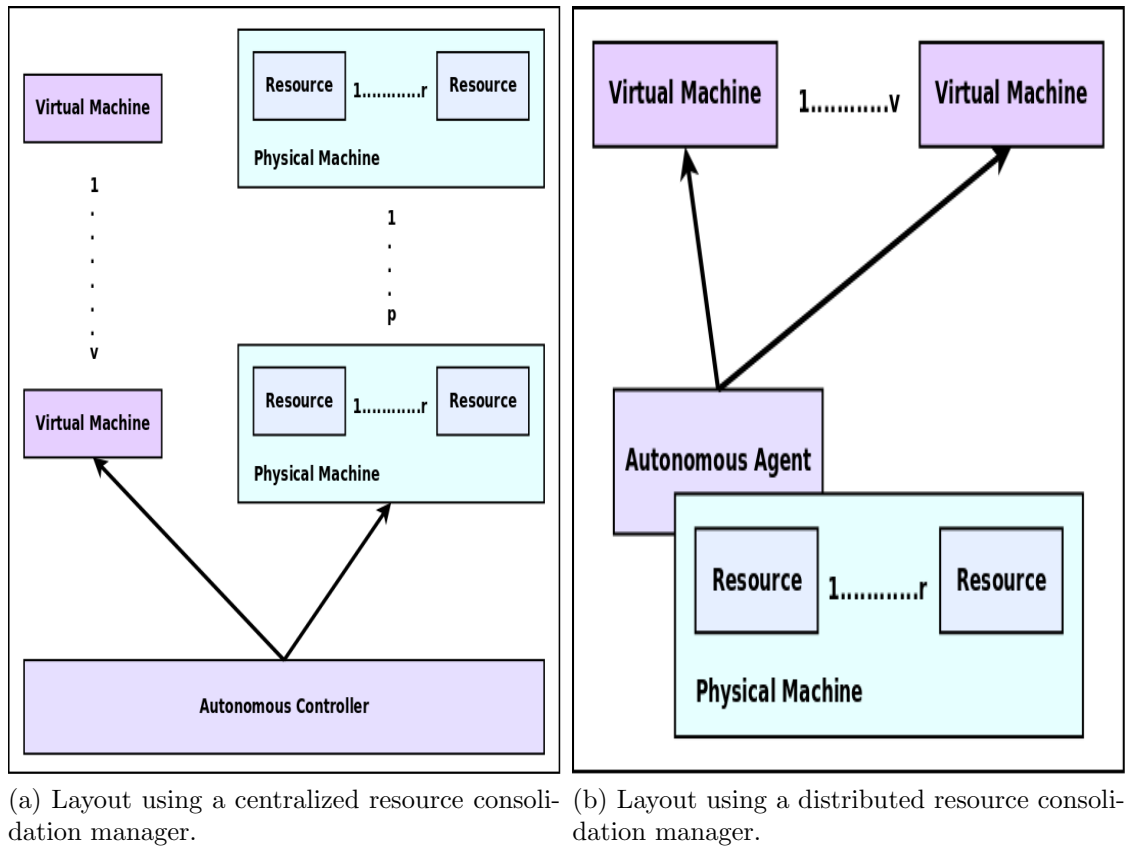 Virtual Machine
1
.
.
.
.
.
.
v
Virtual Machine
Resource 1............r Resource
Physical Machine
1
.
.
.
p
Resource 1............r Resource
Physical Machine
Autonomous Controller
(a) Layout using a centralized resource consoli-
dation manager.
Virtual Machine 1............v Virtual Machine
Autonomous Agent
Resource 1............r Resource
Physical Machine
(b) Layout using a distributed resource consoli-
dation manager.